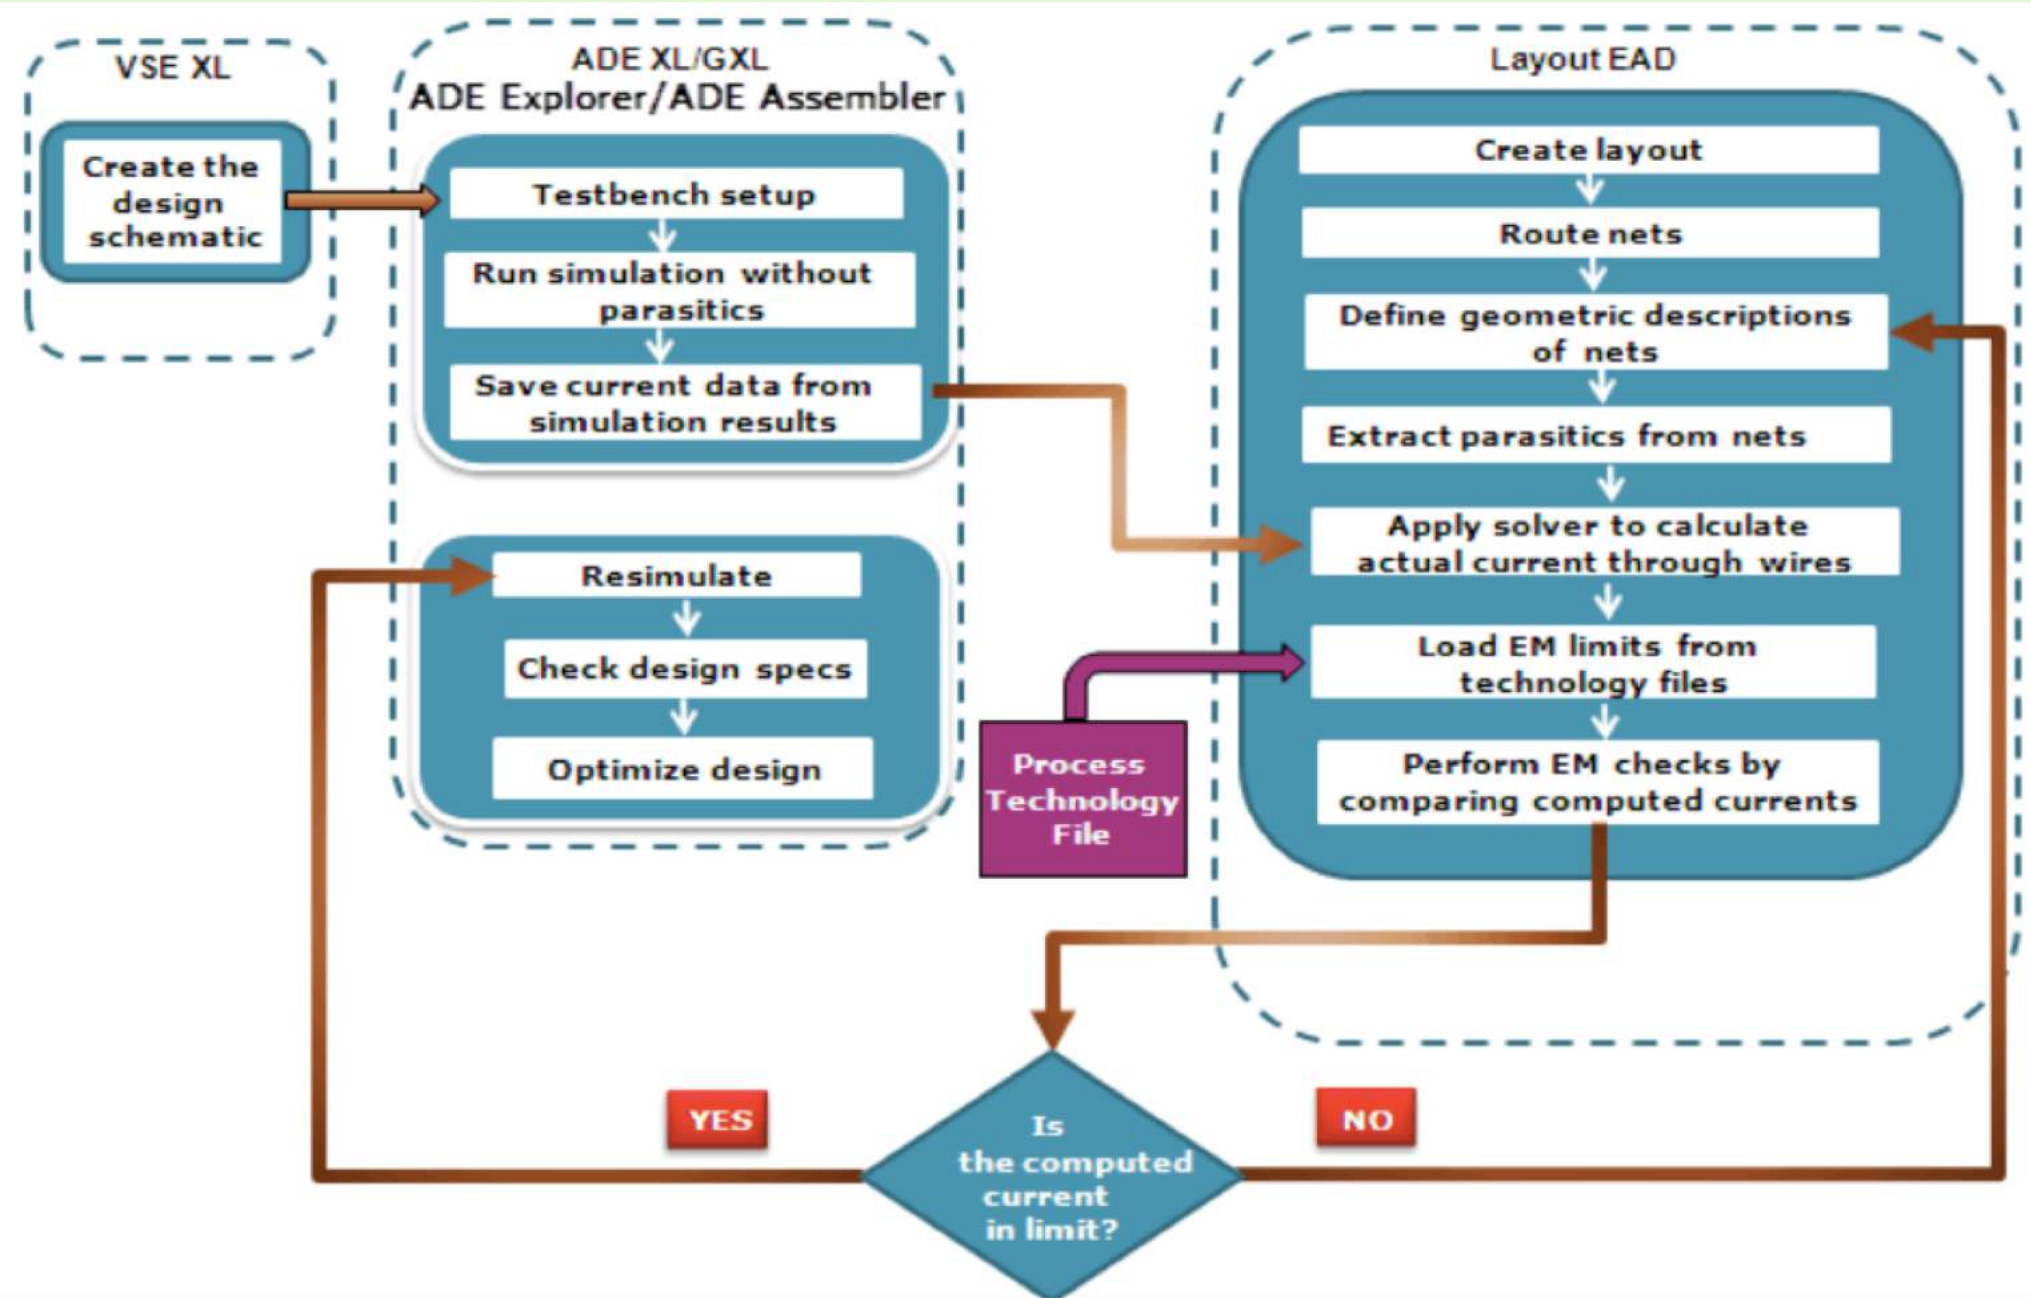 VSE XL
Create the
design
schematic
ADE XL/GXL
ADE Explorer/ADE Assembler
Testbench setup
Run simulation without
parasitics
Save current data from
simulation results
Resimulate
Check design specs
Optimize design
Process
Technology
File
Layout EAD
Create layout
Route nets
Define geometric descriptions
of nets
Extract parasitics from nets
Apply solver to calculate
actual current through wires
Load EM limits from
technology files
Perform EM checks by
comparing computed currents
YES
Is
the computed
current
in limit?
NO